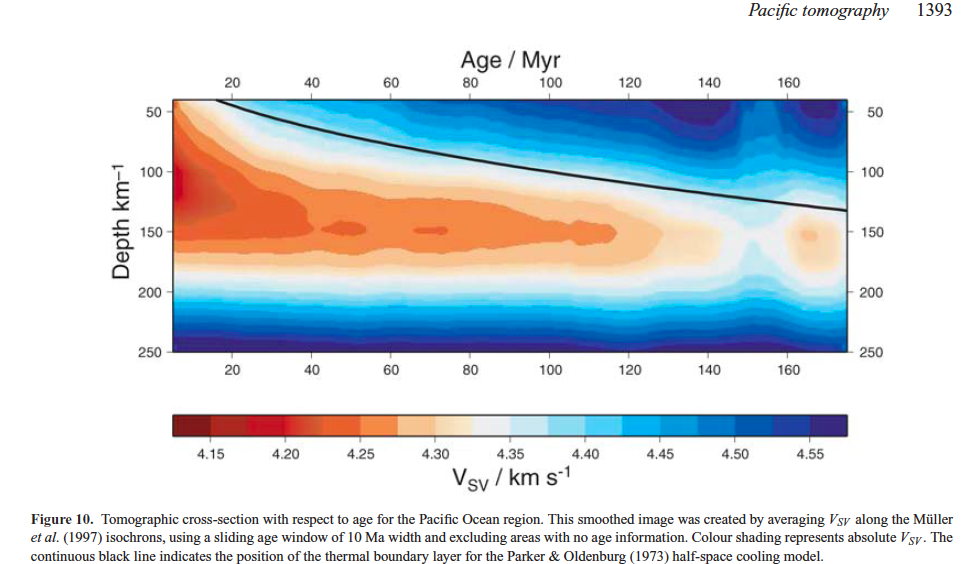 Pacific tomography 1393
Age / Myr
20 40 60 80 100 120 140 160
50 50
100 100
150 150
200 200
250 250
Depth km⁻¹
20 40 60 80 100 120 140 160
4.15 4.20 4.25 4.30 4.35 4.40 4.45 4.50 4.55
V_SV / km s⁻¹
Figure 10. Tomographic cross-section with respect to age for the Pacific Ocean region. This smoothed image was created by averaging V_SV along the Müller
et al. (1997) isochrons, using a sliding age window of 10 Ma width and excluding areas with no age information. Colour shading represents absolute V_SV. The
continuous black line indicates the position of the thermal boundary layer for the Parker & Oldenburg (1973) half-space cooling model.